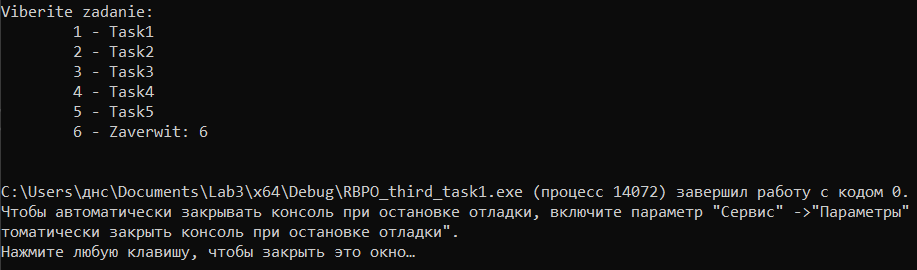 Viberite zadanie:
1 - Task1
2 - Task2
3 - Task3
4 - Task4
5 - Task5
6 - Zaverwit: 6
C:\Users\днс\Documents\Lab3\x64\Debug\RBPO_third_task1.exe (процесс 14072) завершил работу с кодом 0.
Чтобы автоматически закрывать консоль при остановке отладки, включите параметр "Сервис" ->"Параметры"
томатически закрыть консоль при остановке отладки".
Нажмите любую клавишу, чтобы закрыть это окно…